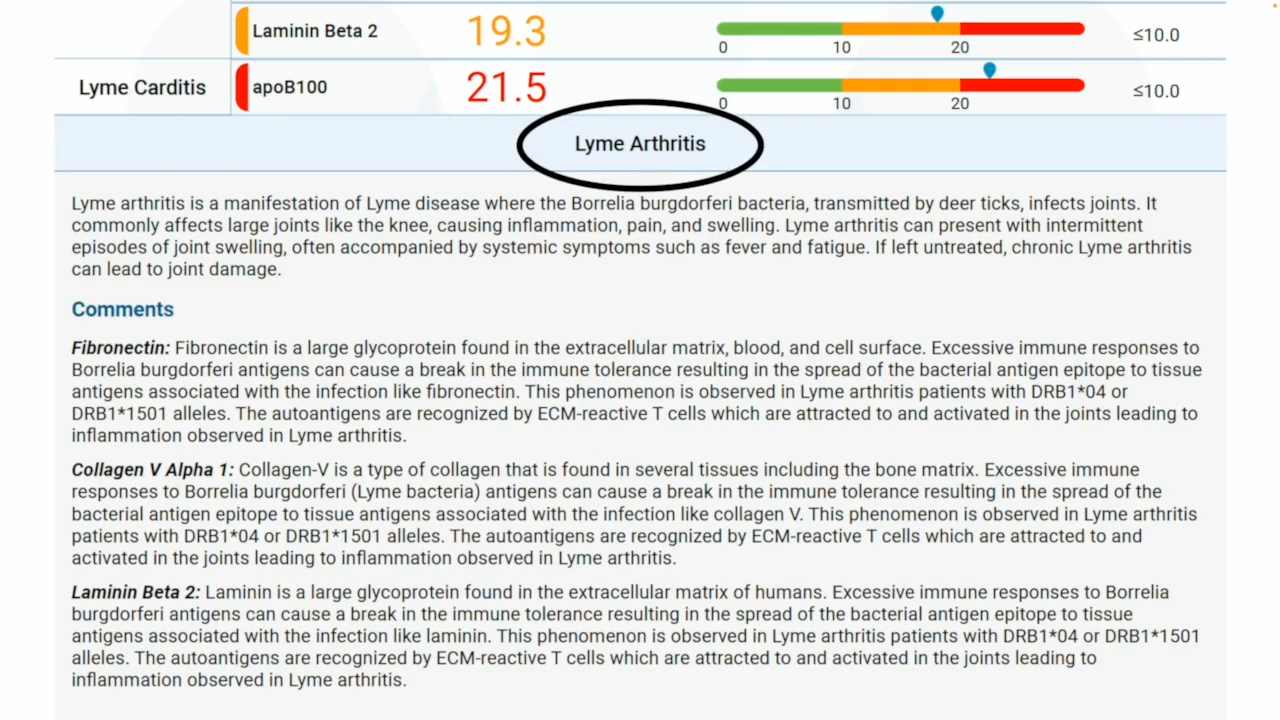 Laminin Beta 2 19.3 0 10 20 ≤10.0
Lyme Carditis apoB100 21.5 0 10 20 ≤10.0
Lyme Arthritis
Lyme arthritis is a manifestation of Lyme disease where the Borrelia burgdorferi bacteria, transmitted by deer ticks, infects joints. It
commonly affects large joints like the knee, causing inflammation, pain, and swelling. Lyme arthritis can present with intermittent
episodes of joint swelling, often accompanied by systemic symptoms such as fever and fatigue. If left untreated, chronic Lyme arthritis
can lead to joint damage.
Comments
Fibronectin: Fibronectin is a large glycoprotein found in the extracellular matrix, blood, and cell surface. Excessive immune responses to
Borrelia burgdorferi antigens can cause a break in the immune tolerance resulting in the spread of the bacterial antigen epitope to tissue
antigens associated with the infection like fibronectin. This phenomenon is observed in Lyme arthritis patients with DRB1*04 or
DRB1*1501 alleles. The autoantigens are recognized by ECM-reactive T cells which are attracted to and activated in the joints leading to
inflammation observed in Lyme arthritis.
Collagen V Alpha 1: Collagen-V is a type of collagen that is found in several tissues including the bone matrix. Excessive immune
responses to Borrelia burgdorferi (Lyme bacteria) antigens can cause a break in the immune tolerance resulting in the spread of the
bacterial antigen epitope to tissue antigens associated with the infection like collagen V. This phenomenon is observed in Lyme arthritis
patients with DRB1*04 or DRB1*1501 alleles. The autoantigens are recognized by ECM-reactive T cells which are attracted to and
activated in the joints leading to inflammation observed in Lyme arthritis.
Laminin Beta 2: Laminin is a large glycoprotein found in the extracellular matrix of humans. Excessive immune responses to Borrelia
burgdorferi antigens can cause a break in the immune tolerance resulting in the spread of the bacterial antigen epitope to tissue
antigens associated with the infection like laminin. This phenomenon is observed in Lyme arthritis patients with DRB1*04 or DRB1*1501
alleles. The autoantigens are recognized by ECM-reactive T cells which are attracted to and activated in the joints leading to
inflammation observed in Lyme arthritis.